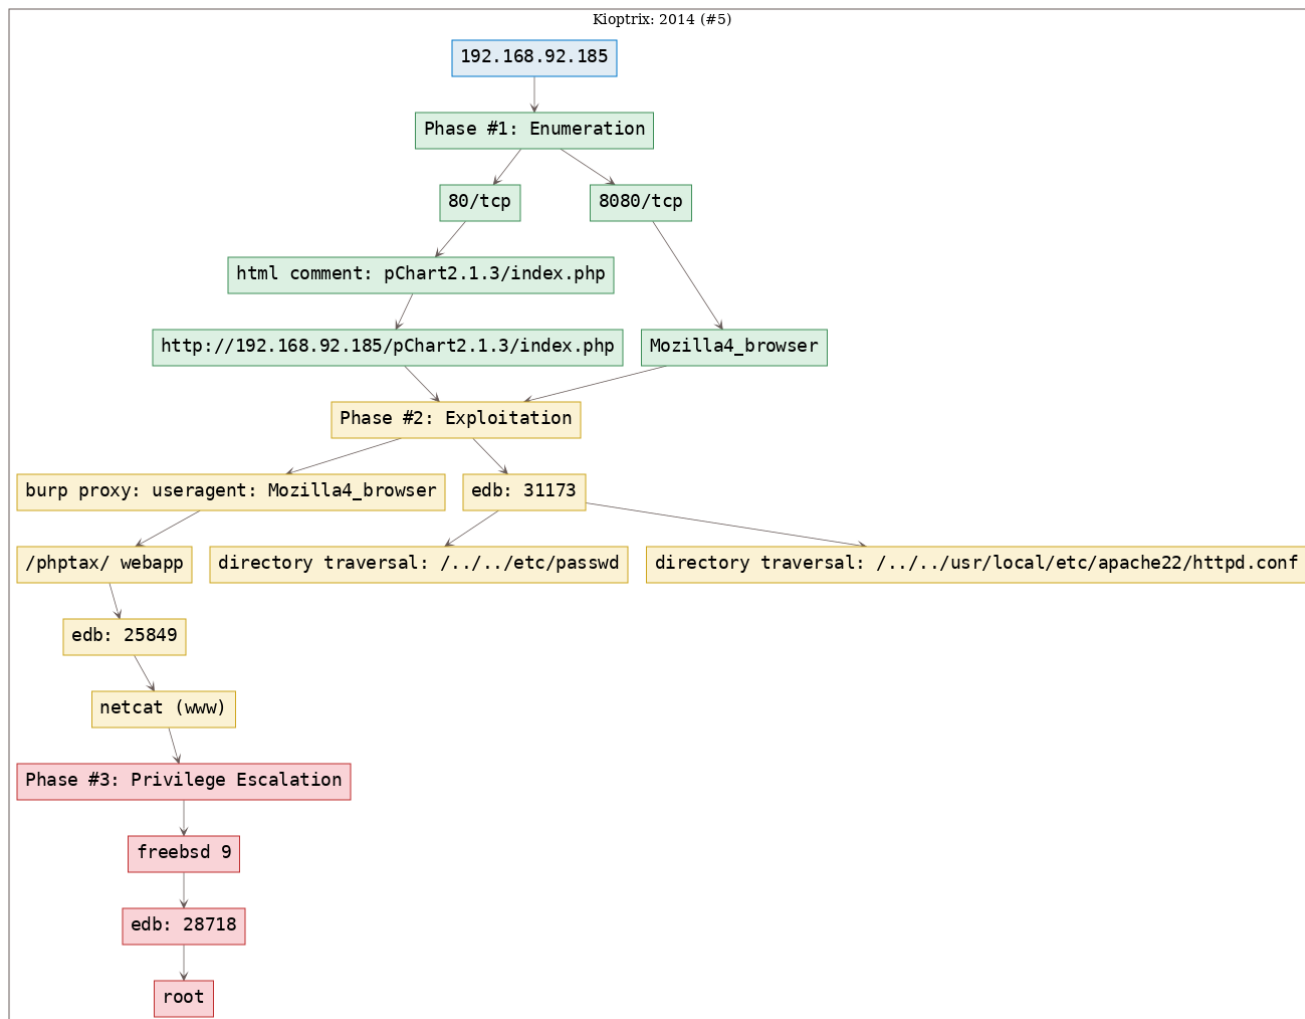 Kioptrix: 2014 (#5)
192.168.92.185
Phase #1: Enumeration
80/tcp
8080/tcp
html comment: pChart2.1.3/index.php
http://192.168.92.185/pChart2.1.3/index.php
Mozilla4_browser
Phase #2: Exploitation
burp proxy: useragent: Mozilla4_browser
edb: 31173
/phptax/ webapp
directory traversal: /../../etc/passwd
directory traversal: /../../usr/local/etc/apache22/httpd.conf
edb: 25849
netcat (www)
Phase #3: Privilege Escalation
freebsd 9
edb: 28718
root